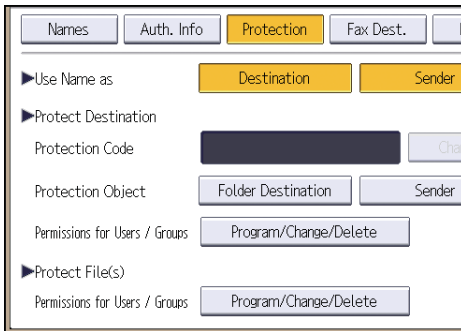 Names Auth. Info Protection Fax Dest.
▶Use Name as Destination Sender
▶Protect Destination
Protection Code Cha
Protection Object Folder Destination Sender
Permissions for Users / Groups Program/Change/Delete
▶Protect File(s)
Permissions for Users / Groups Program/Change/Delete